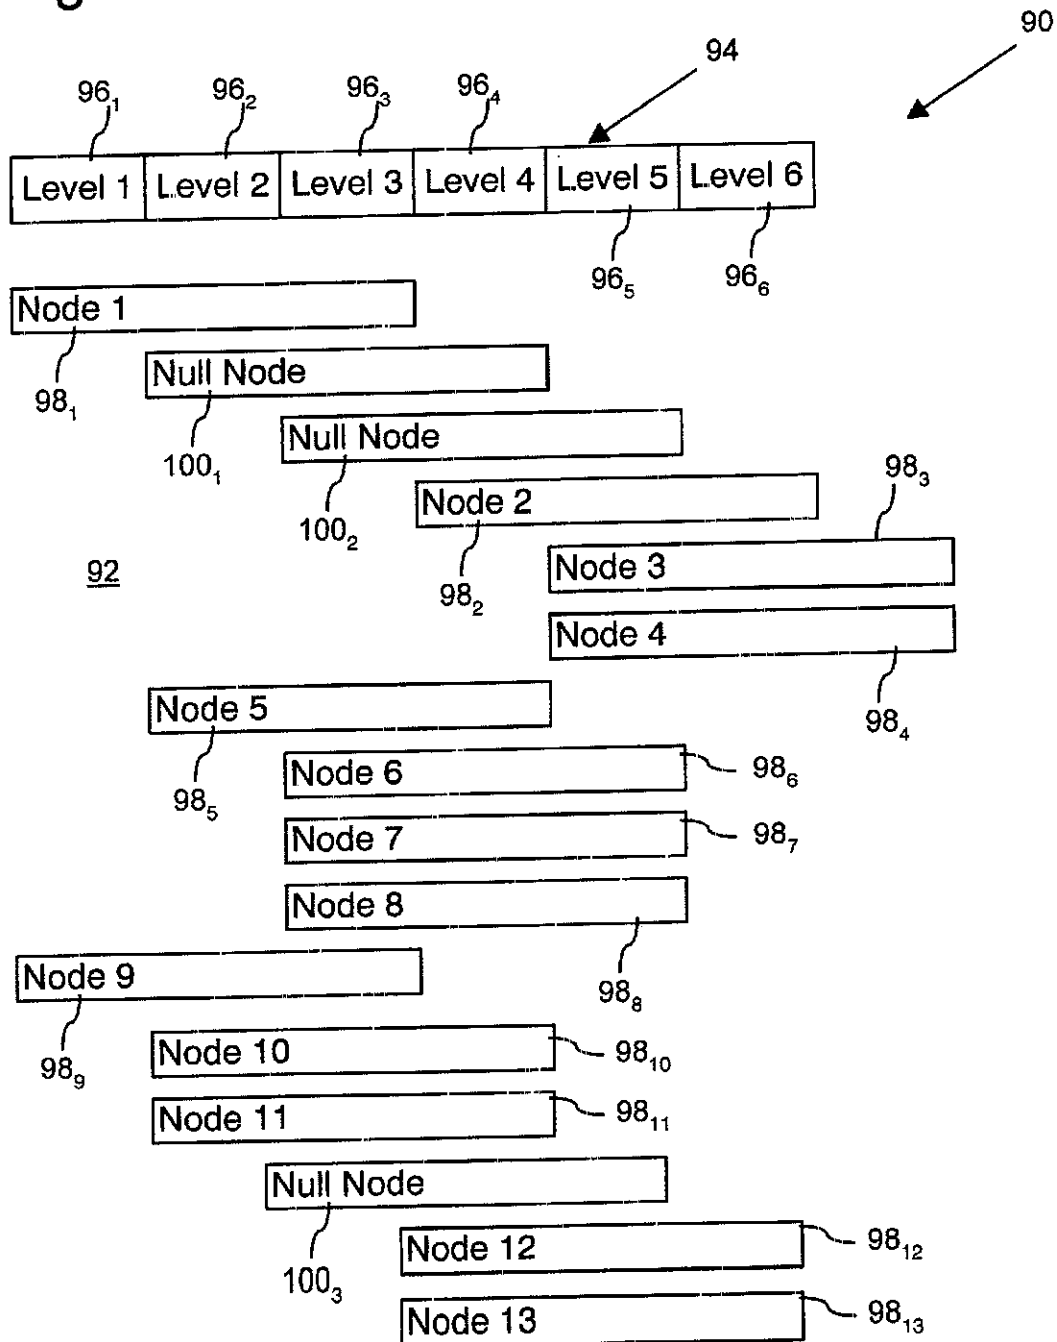 90
94
96₁ 96₂ 96₃ 96₄
Level 1 Level 2 Level 3 Level 4 Level 5 Level 6
96₅ 96₆
Node 1
98₁
Null Node
100₁
Null Node
100₂
Node 2
98₂
98₃
Node 3
92
Node 4
98₄
Node 5
98₅
Node 6 98₆
Node 7 98₇
Node 8
98₈
Node 9
98₉
Node 10 98₁₀
Node 11 98₁₁
Null Node
100₃
Node 12 98₁₂
Node 13 98₁₃